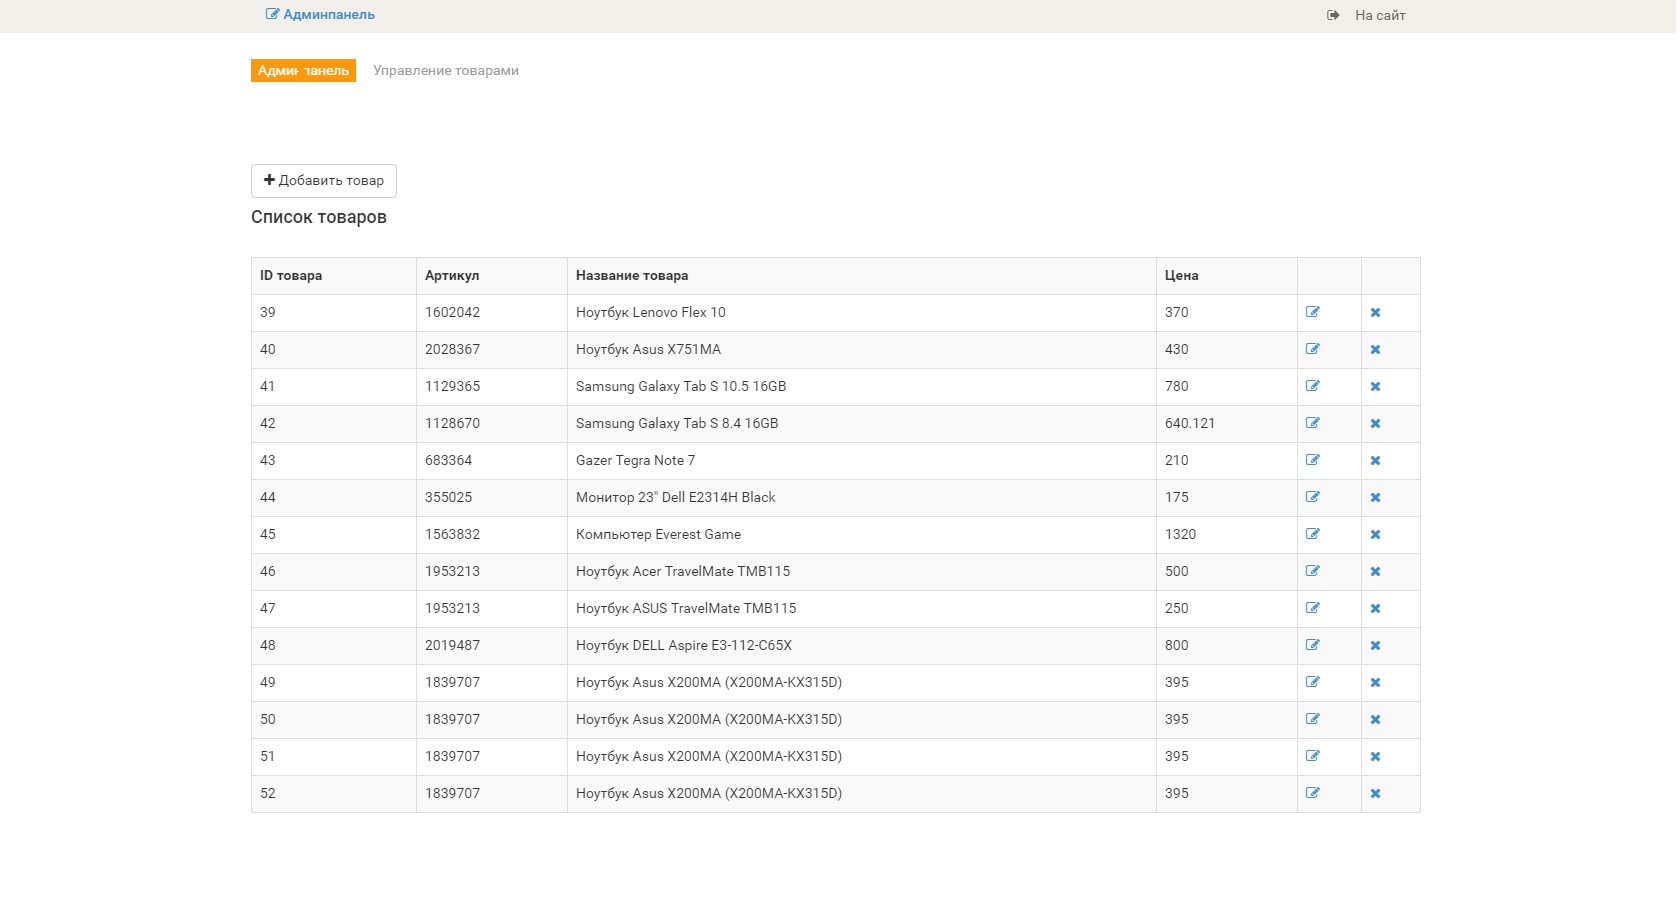 Админпанель На сайт
Админпанель Управление товарами
Добавить товар
Список товаров
ID товара Артикул Название товара Цена
39 1602042 Ноутбук Lenovo Flex 10 370
40 2028367 Ноутбук Asus X751MA 430
41 1129365 Samsung Galaxy Tab S 10.5 16GB 780
42 1128670 Samsung Galaxy Tab S 8.4 16GB 640.121
43 683364 Gazer Tegra Note 7 210
44 355025 Монитор 23" Dell E2314H Black 175
45 1563832 Компьютер Everest Game 1320
46 1953213 Ноутбук Acer TravelMate TMB115 500
47 1953213 Ноутбук ASUS TravelMate TMB115 250
48 2019487 Ноутбук DELL Aspire E3-112-C65X 800
49 1839707 Ноутбук Asus X200MA (X200MA-KX315D) 395
50 1839707 Ноутбук Asus X200MA (X200MA-KX315D) 395
51 1839707 Ноутбук Asus X200MA (X200MA-KX315D) 395
52 1839707 Ноутбук Asus X200MA (X200MA-KX315D) 395